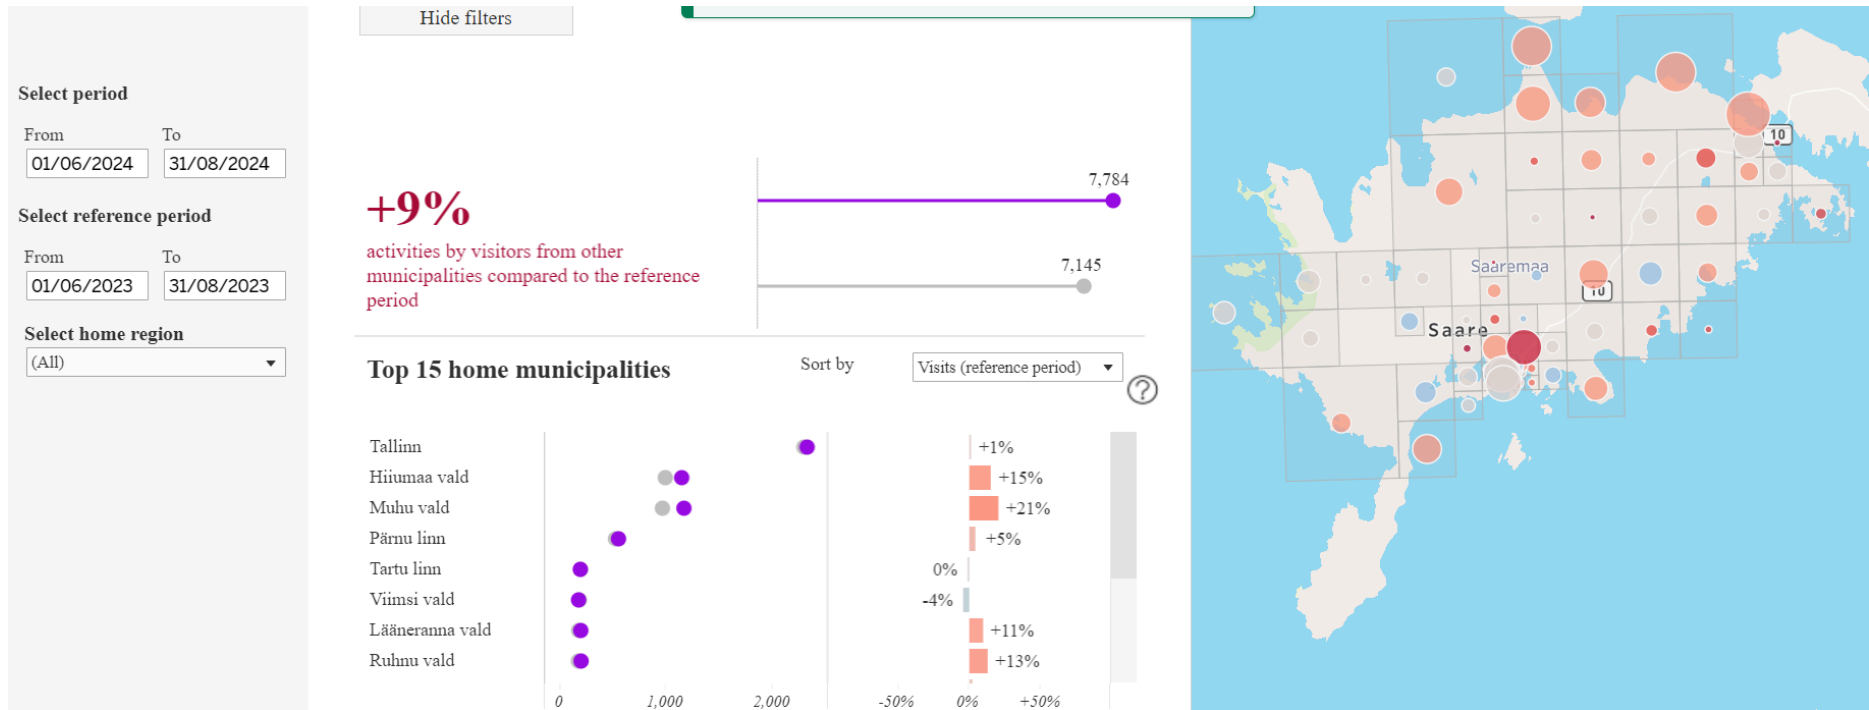 Hide filters
Select period
From To
01/06/2024 31/08/2024
Select reference period
From To
01/06/2023 31/08/2023
Select home region
(All)
+9%
activities by visitors from other
municipalities compared to the reference
period
7,784
7,145
Top 15 home municipalities
Sort by
Visits (reference period)
?
Tallinn +1%
Hiiumaa vald +15%
Muhu vald +21%
Pärnu linn +5%
Tartu linn 0%
Viimsi vald -4%
Lääneranna vald +11%
Ruhnu vald +13%
0 1,000 2,000 -50% 0% +50%
10
Saaremaa
10
Saare